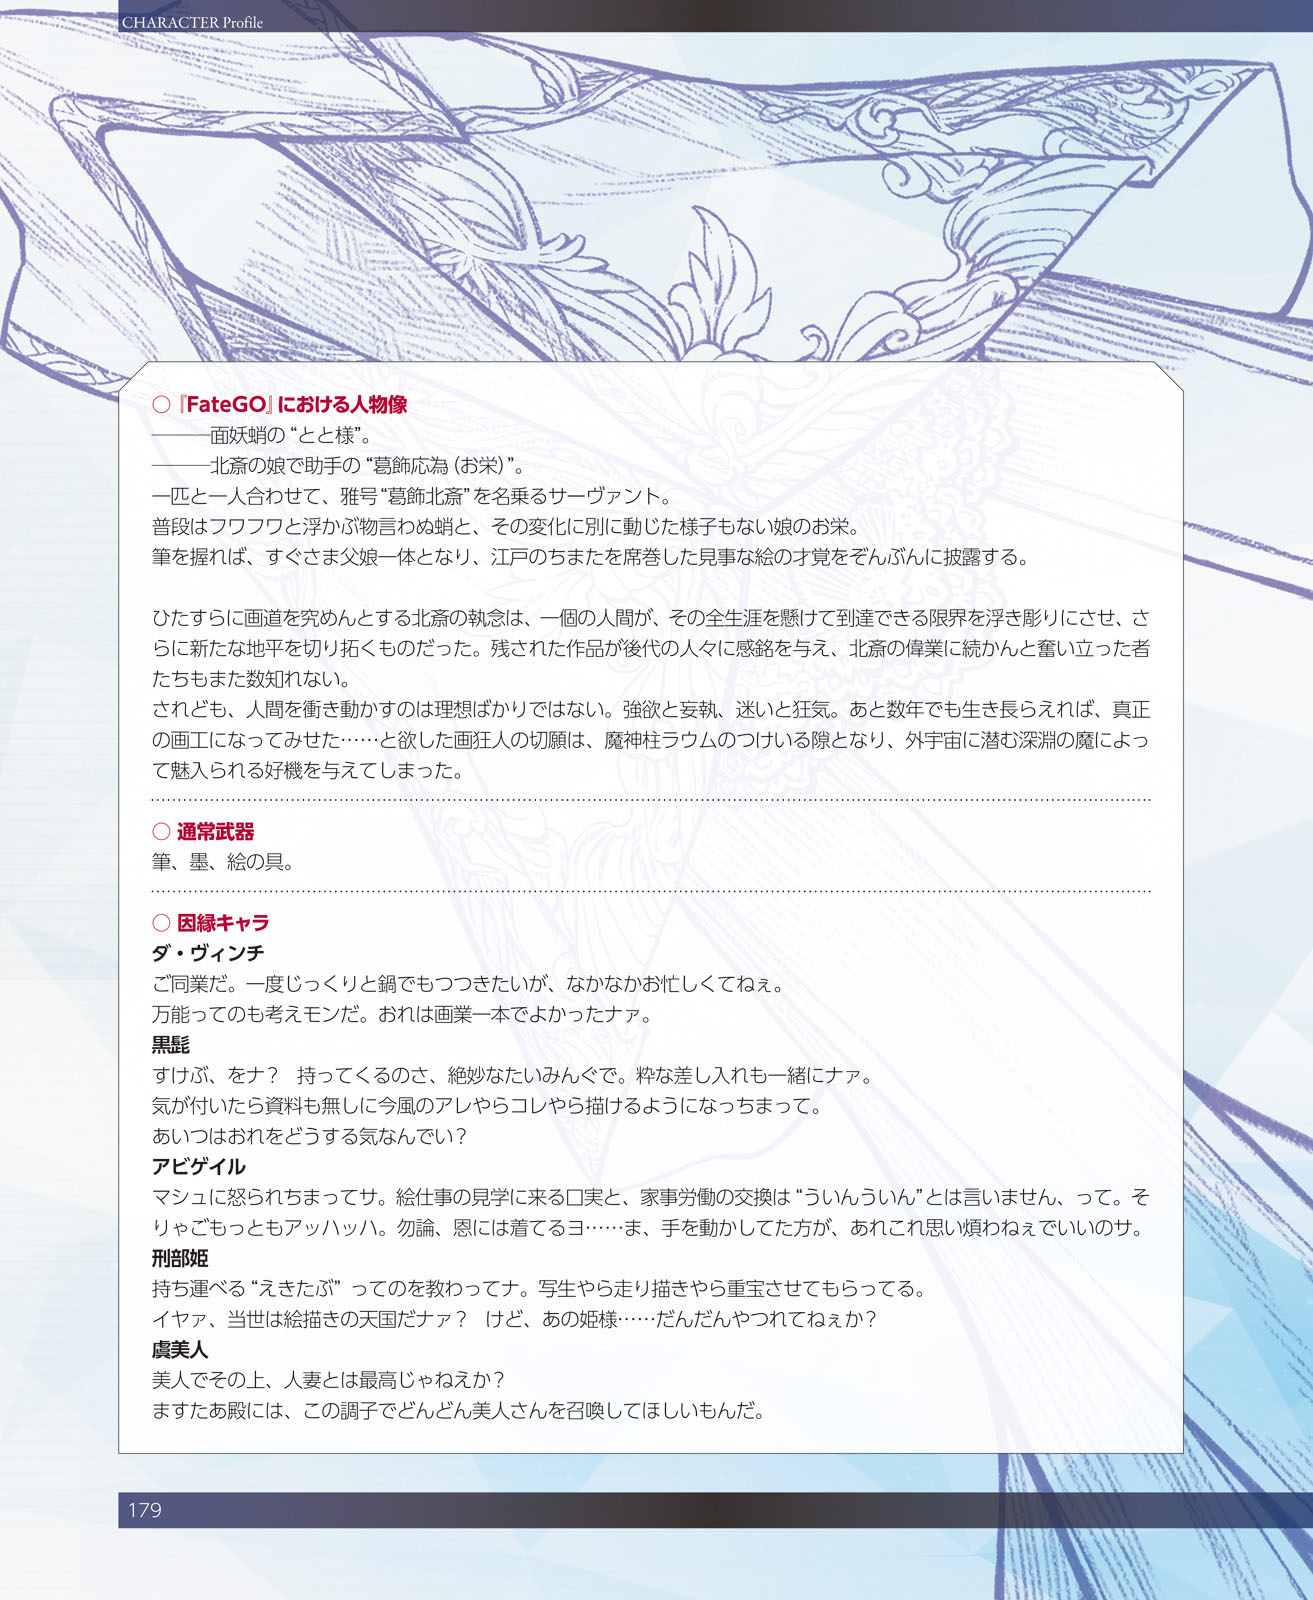 CHARACTER Profile
○『FateGO』における人物像
———面妖蛸の“とと様”。
———北斎の娘で助手の“葛飾応為（お栄）”。
一匹と一人合わせて、雅号“葛飾北斎”を名乗るサーヴァント。
普段はフワフワと浮かぶ物言わぬ蛸と、その変化に別に動じた様子もない娘のお栄。
筆を握れば、すぐさま父娘一体となり、江戸のちまたを席巻した見事な絵の才覚をぞんぶんに披露する。
ひたすらに画道を究めんとする北斎の執念は、一個の人間が、その全生涯を懸けて到達できる限界を浮き彫りにさせ、さ
らに新たな地平を切り拓くものだった。残された作品が後代の人々に感銘を与え、北斎の偉業に続かんと奮い立った者
たちもまた数知れない。
されども、人間を衝き動かすのは理想ばかりではない。強欲と妄執、迷いと狂気。あと数年でも生き長らえれば、真正
の画工になってみせた……と欲した画狂人の切願は、魔神柱ラウムのつけいる隙となり、外宇宙に潜む深淵の魔によっ
て魅入られる好機を与えてしまった。
○ 通常武器
筆、墨、絵の具。
○ 因縁キャラ
ダ・ヴィンチ
ご同業だ。一度じっくりと鍋でもつつきたいが、なかなかお忙しくてねぇ。
万能ってのも考えモンだ。おれは画業一本でよかったナァ。
黒髭
すけぶ、をナ？　持ってくるのさ、絶妙なたいみんぐで。粋な差し入れも一緒にナァ。
気が付いたら資料も無しに今風のアレやらコレやら描けるようになっちまって。
あいつはおれをどうする気なんでい？
アビゲイル
マシュに怒られちまってサ。絵仕事の見学に来る口実と、家事労働の交換は“ういんういん”とは言いません、って。そ
りゃごもっともアッハッハ。勿論、恩には着てるヨ……ま、手を動かしてた方が、あれこれ思い煩わねぇでいいのサ。
刑部姫
持ち運べる“えきたぶ”ってのを教わってナ。写生やら走り描きやら重宝させてもらってる。
イヤァ、当世は絵描きの天国だナァ？　けど、あの姫様……だんだんやつれてねぇか？
虞美人
美人でその上、人妻とは最高じゃねえか？
ますたあ殿には、この調子でどんどん美人さんを召喚してほしいもんだ。
179